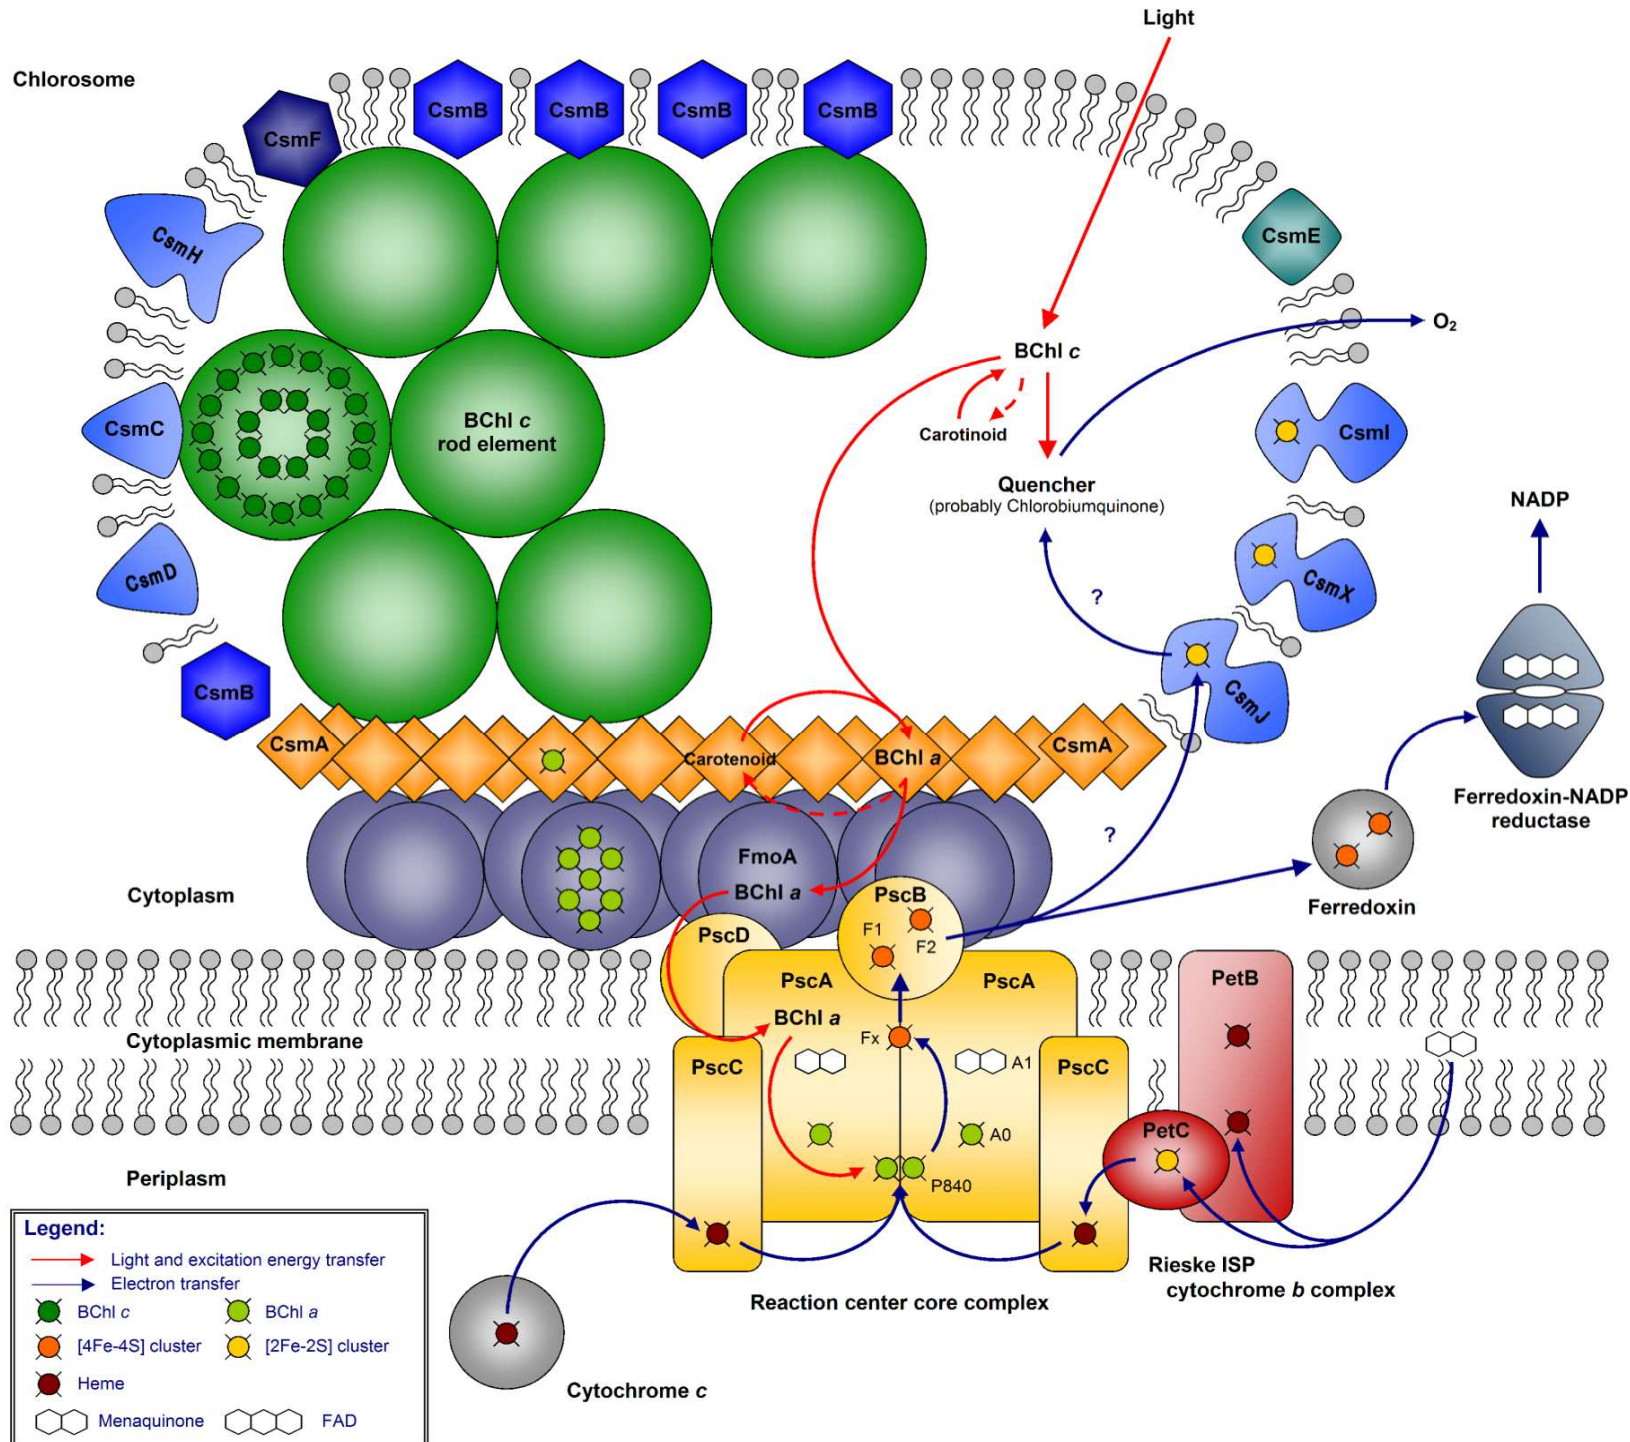 Light
Chlorosome
CsmB
CsmB
CsmB
CsmB
CsmF
CsmH
CsmE
O2
BChl c
Carotinoid
CsmC
BChl c
rod element
CsmI
Quencher
(probably Chlorobiumquinone)
NADP
CsmD
CsmX
?
CsmB
CsmJ
CsmA
Carotenoid
BChl a
CsmA
Ferredoxin-NADP
reductase
?
FmoA
BChl a
Cytoplasm
PscB
F1
F2
Ferredoxin
PscD
PscA
PscA
PetB
BChl a
Cytoplasmic membrane
Fx
PscC
A1
PscC
A0
PetC
P840
Periplasm
Legend:
Light and excitation energy transfer
Electron transfer
BChl c
BChl a
[4Fe-4S] cluster
[2Fe-2S] cluster
Heme
Menaquinone
FAD
Rieske ISP
cytochrome b complex
Reaction center core complex
Cytochrome c